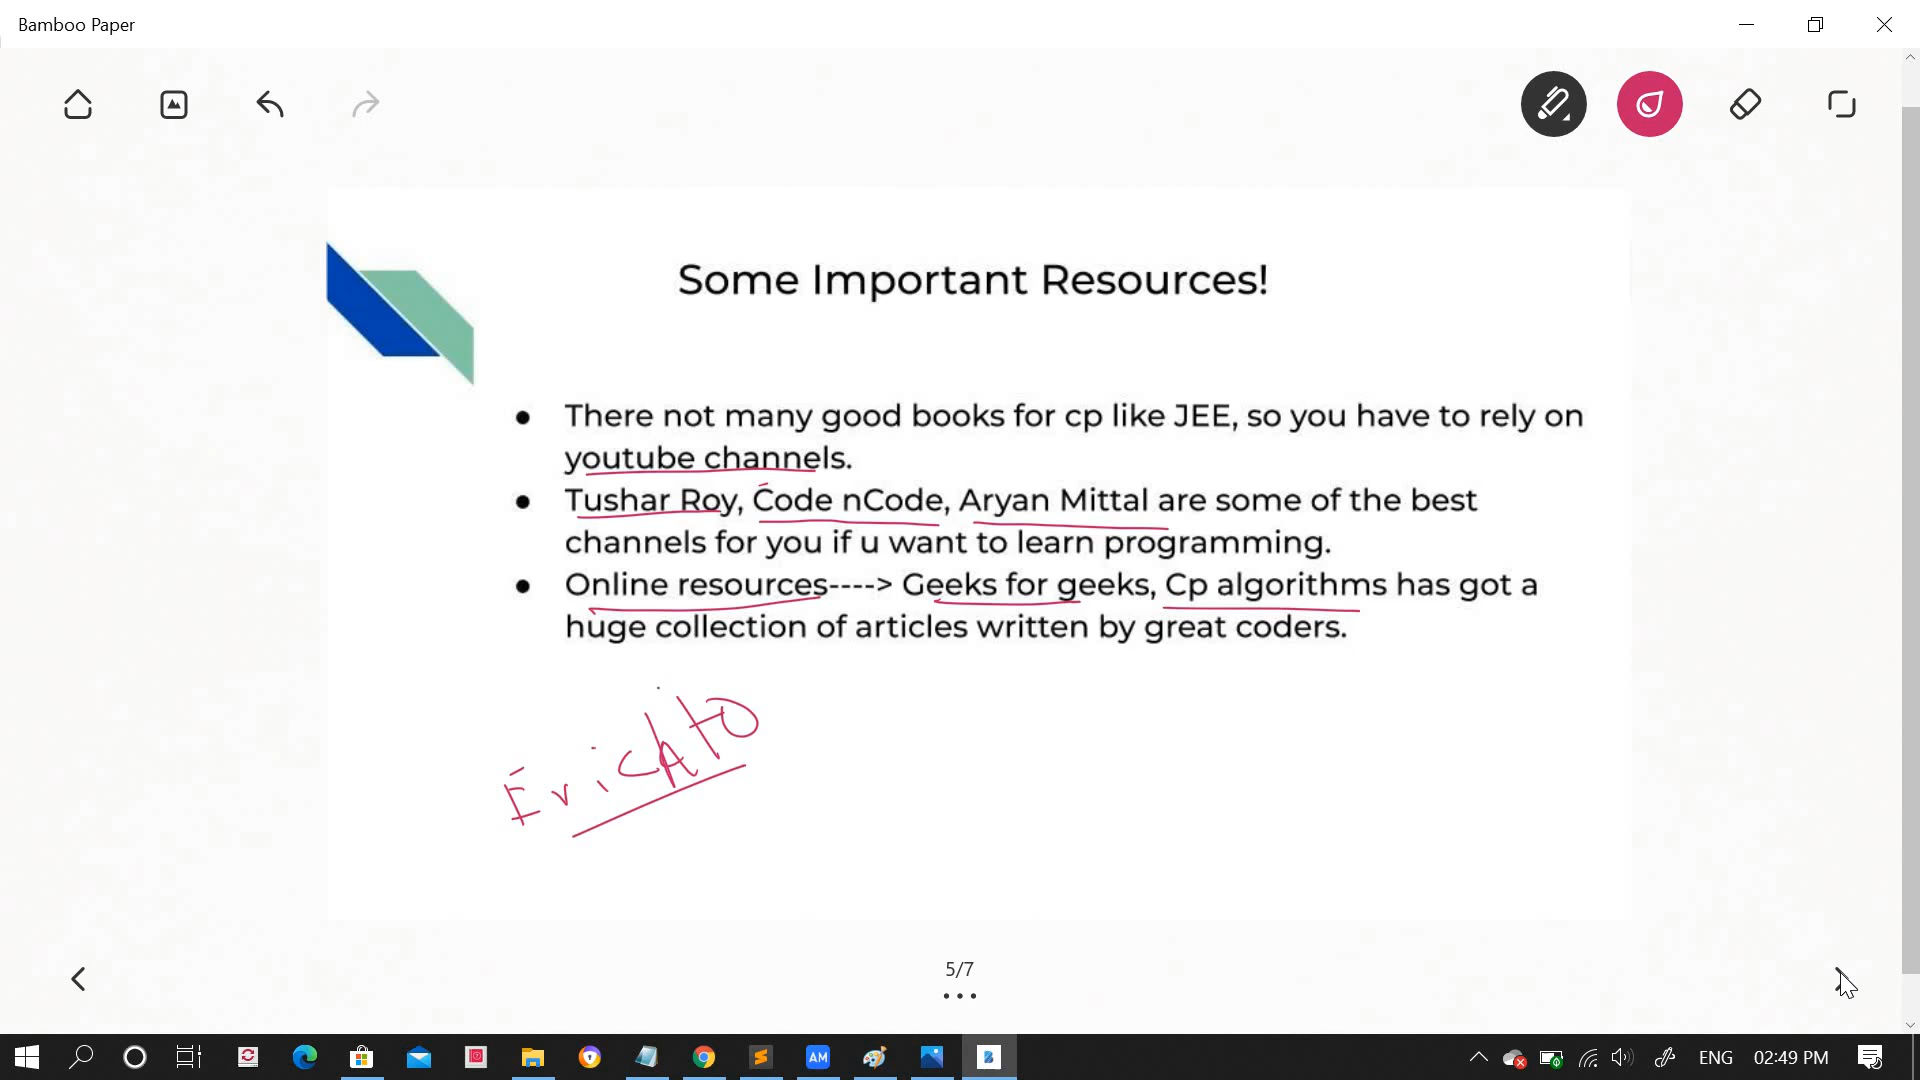 Bamboo Paper
Some Important Resources!
● There not many good books for cp like JEE, so you have to rely on
youtube channels.
● Tushar Roy, Code nCode, Aryan Mittal are some of the best
channels for you if u want to learn programming.
● Online resources----> Geeks for geeks, Cp algorithms has got a
huge collection of articles written by great coders.
Erichto
5/7
AM
ENG 02:49 PM